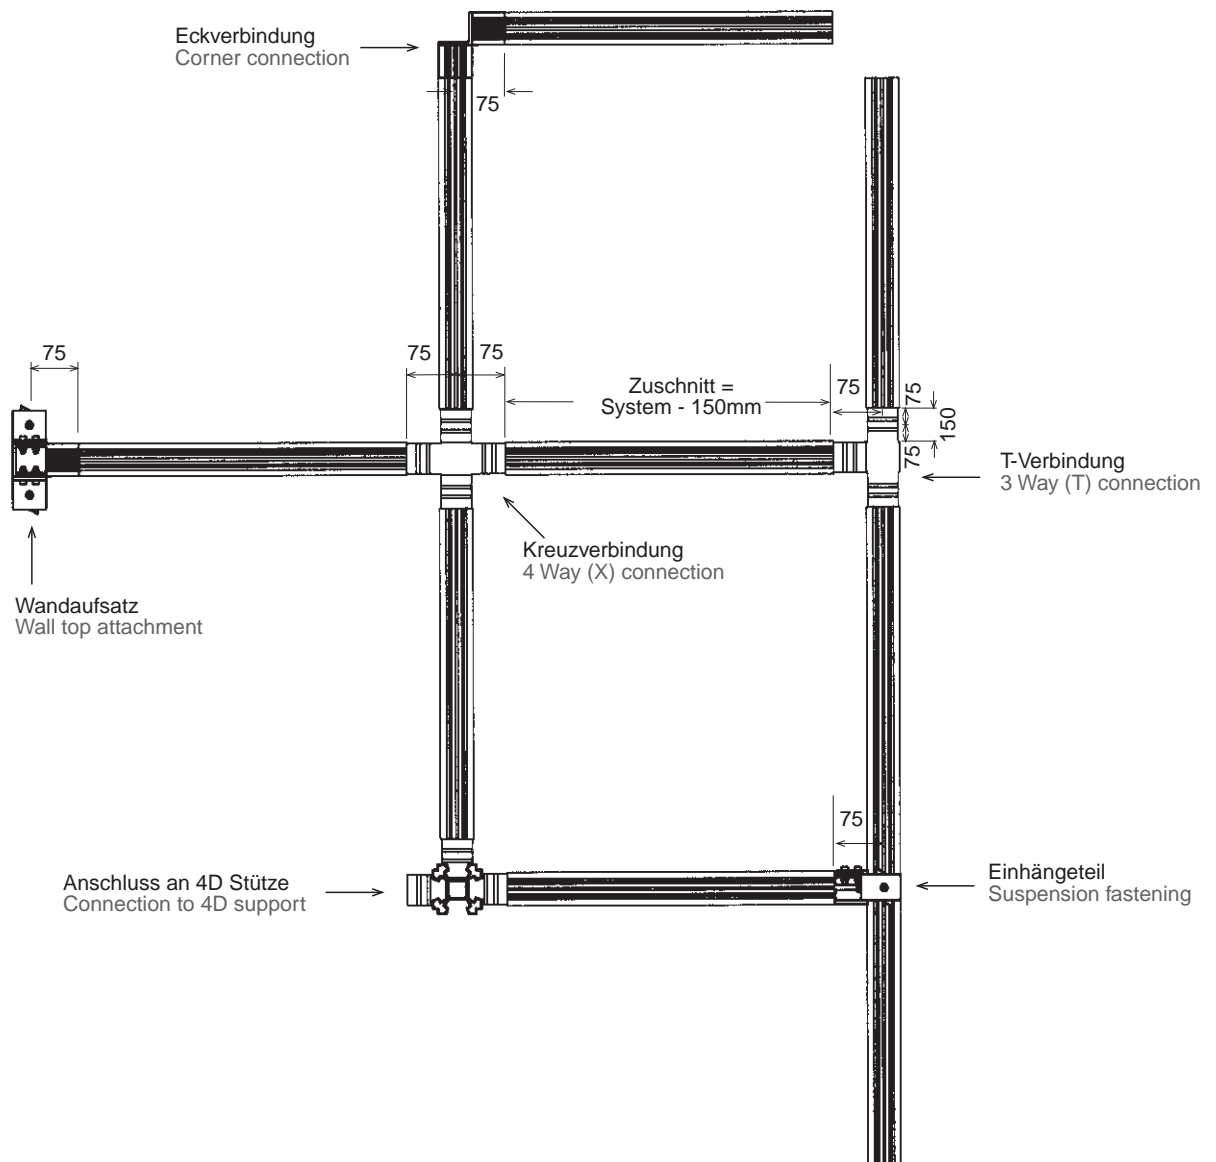 Eckverbindung
Corner connection
75
75
75
75
Zuschnitt =
System - 150mm
75
75
150
75
T-Verbindung
3 Way (T) connection
Kreuzverbindung
4 Way (X) connection
Wandaufsatz
Wall top attachment
75
Anschluss an 4D Stütze
Connection to 4D support
Einhängeteil
Suspension fastening